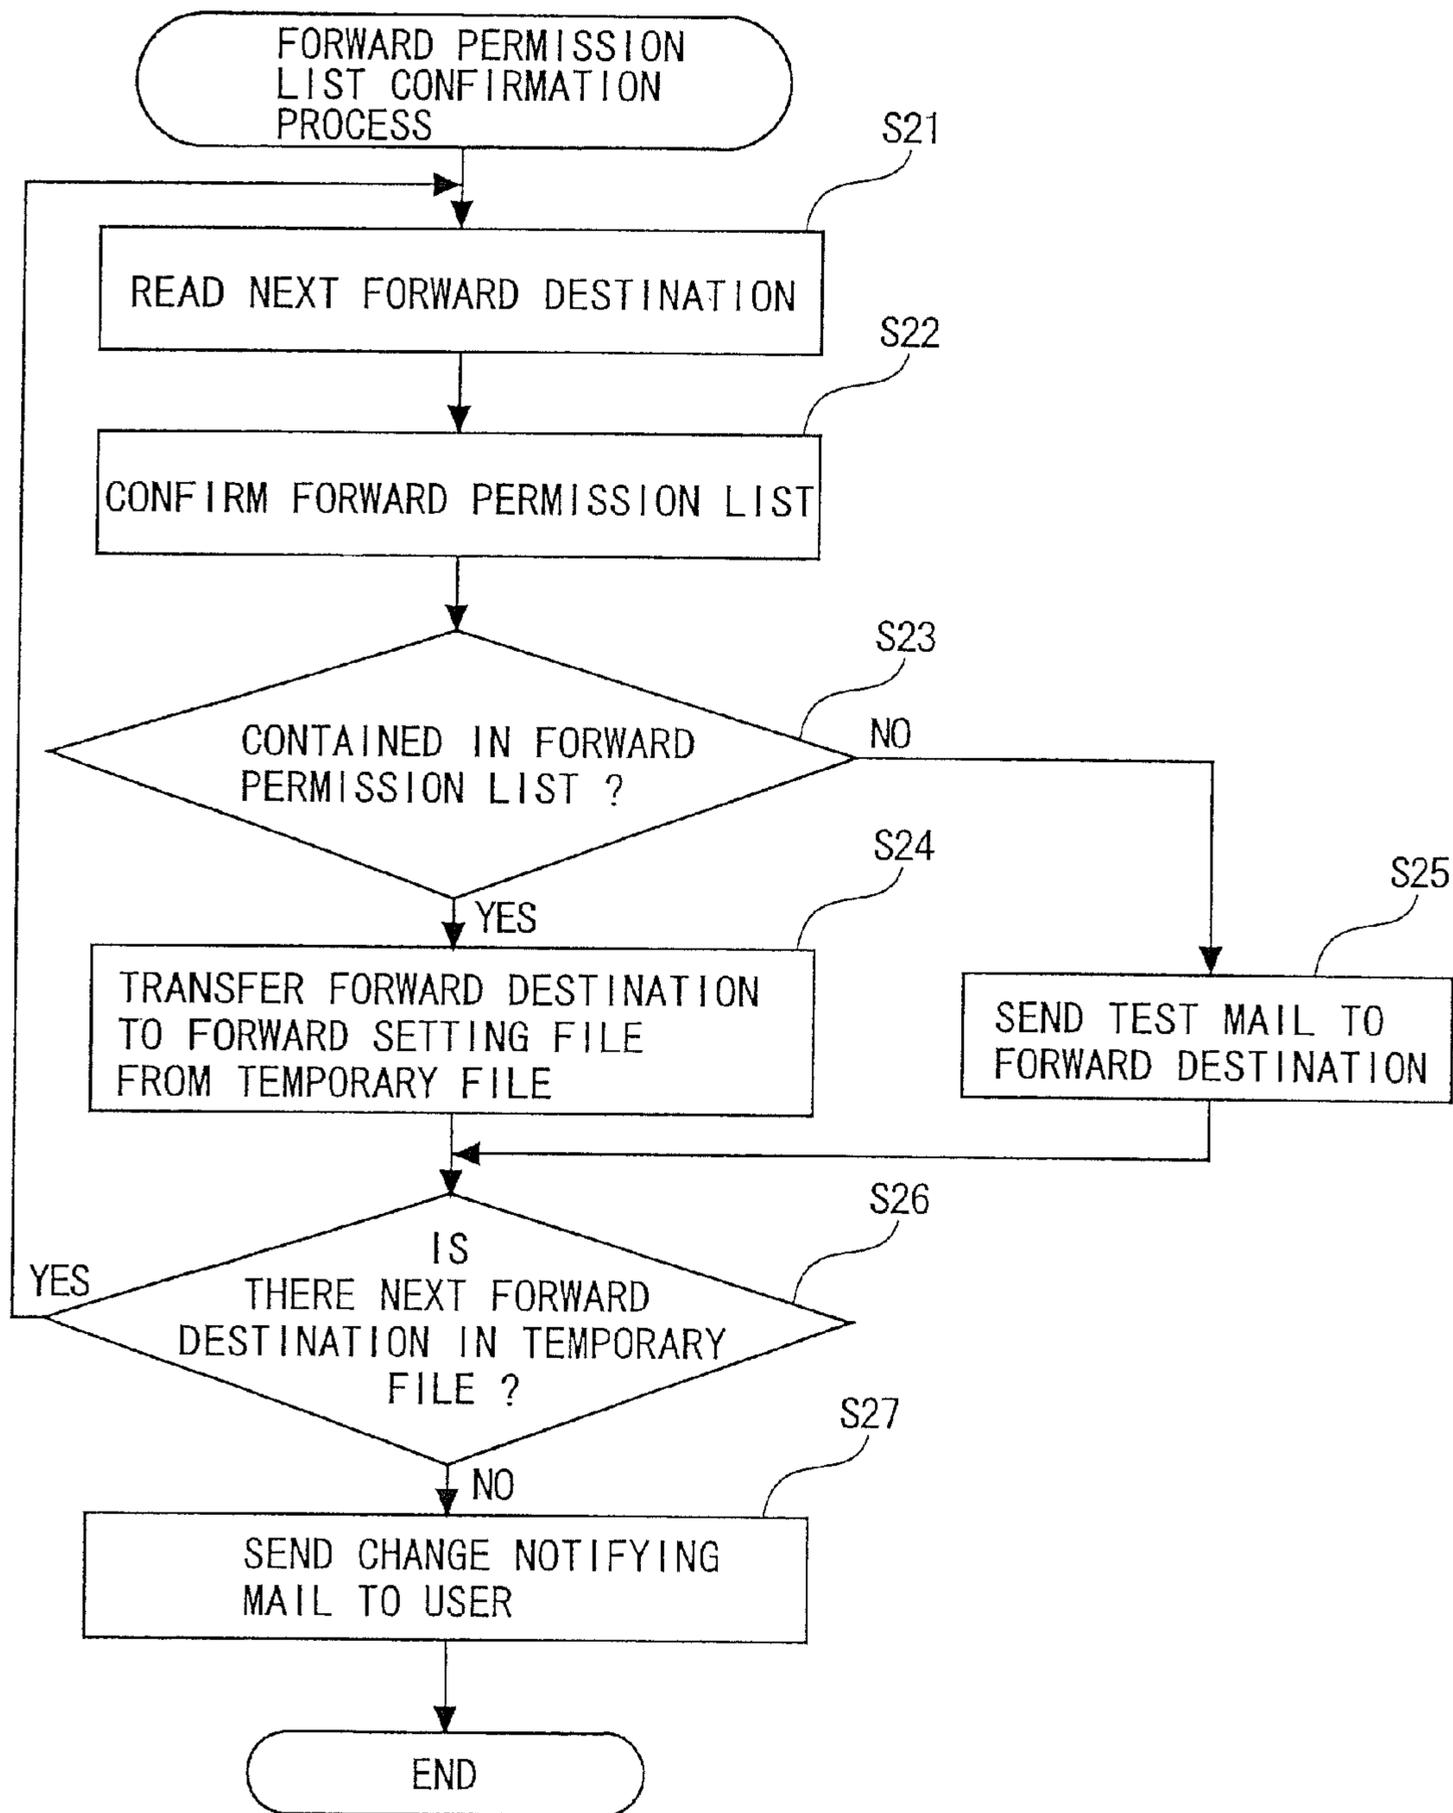 FORWARD PERMISSION
LIST CONFIRMATION
PROCESS
S21
READ NEXT FORWARD DESTINATION
S22
CONFIRM FORWARD PERMISSION LIST
S23
CONTAINED IN FORWARD
PERMISSION LIST ?
NO
YES
S24
TRANSFER FORWARD DESTINATION
TO FORWARD SETTING FILE
FROM TEMPORARY FILE
S25
SEND TEST MAIL TO
FORWARD DESTINATION
S26
IS
THERE NEXT FORWARD
DESTINATION IN TEMPORARY
FILE ?
YES
NO
S27
SEND CHANGE NOTIFYING
MAIL TO USER
END